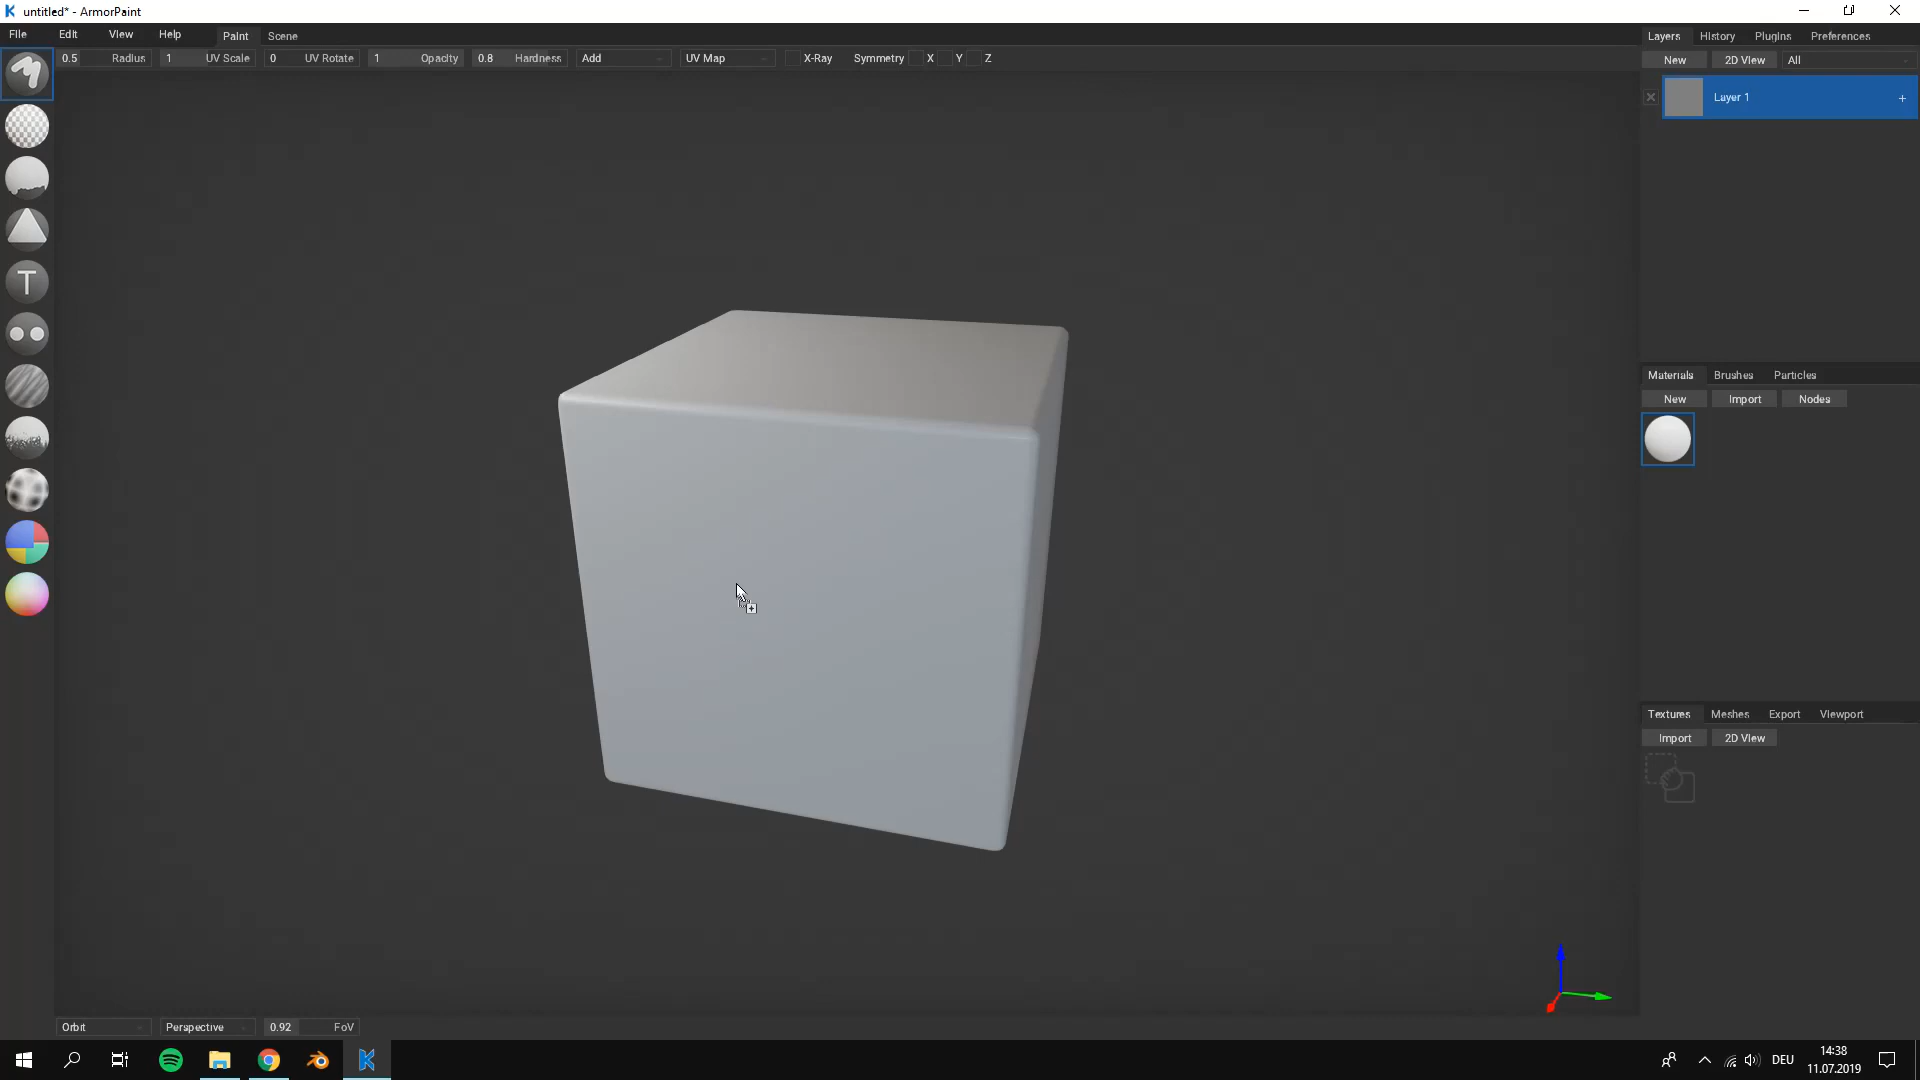 untitled* - ArmorPaint
File Edit View Help Paint Scene
Layers History Plugins Preferences
0.5 Radius 1 UV Scale 0 UV Rotate 1 Opacity 0.8 Hardness Add UV Map X-Ray Symmetry X Y Z
New 2D View All
Layer 1 +
Materials Brushes Particles
New Import Nodes
T
Textures Meshes Export Viewport
Import 2D View
Orbit Perspective 0.92 FoV
DEU
14:38
11.07.2019